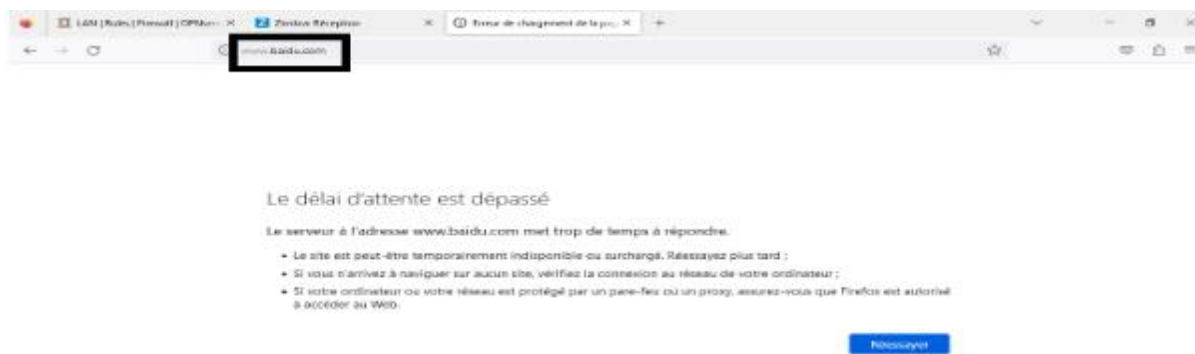 LAN | Rules | Firewall | OPNsen
Zimbra Réception
Erreur de chargement de la pag
www.baidu.com
Le délai d'attente est dépassé
Le serveur à l'adresse www.baidu.com met trop de temps à répondre.
• Le site est peut-être temporairement indisponible ou surchargé. Réessayez plus tard ;
• Si vous n'arrivez à naviguer sur aucun site, vérifiez la connexion au réseau de votre ordinateur ;
• Si votre ordinateur ou votre réseau est protégé par un pare-feu ou un proxy, assurez-vous que Firefox est autorisé
à accéder au Web.
Réessayer